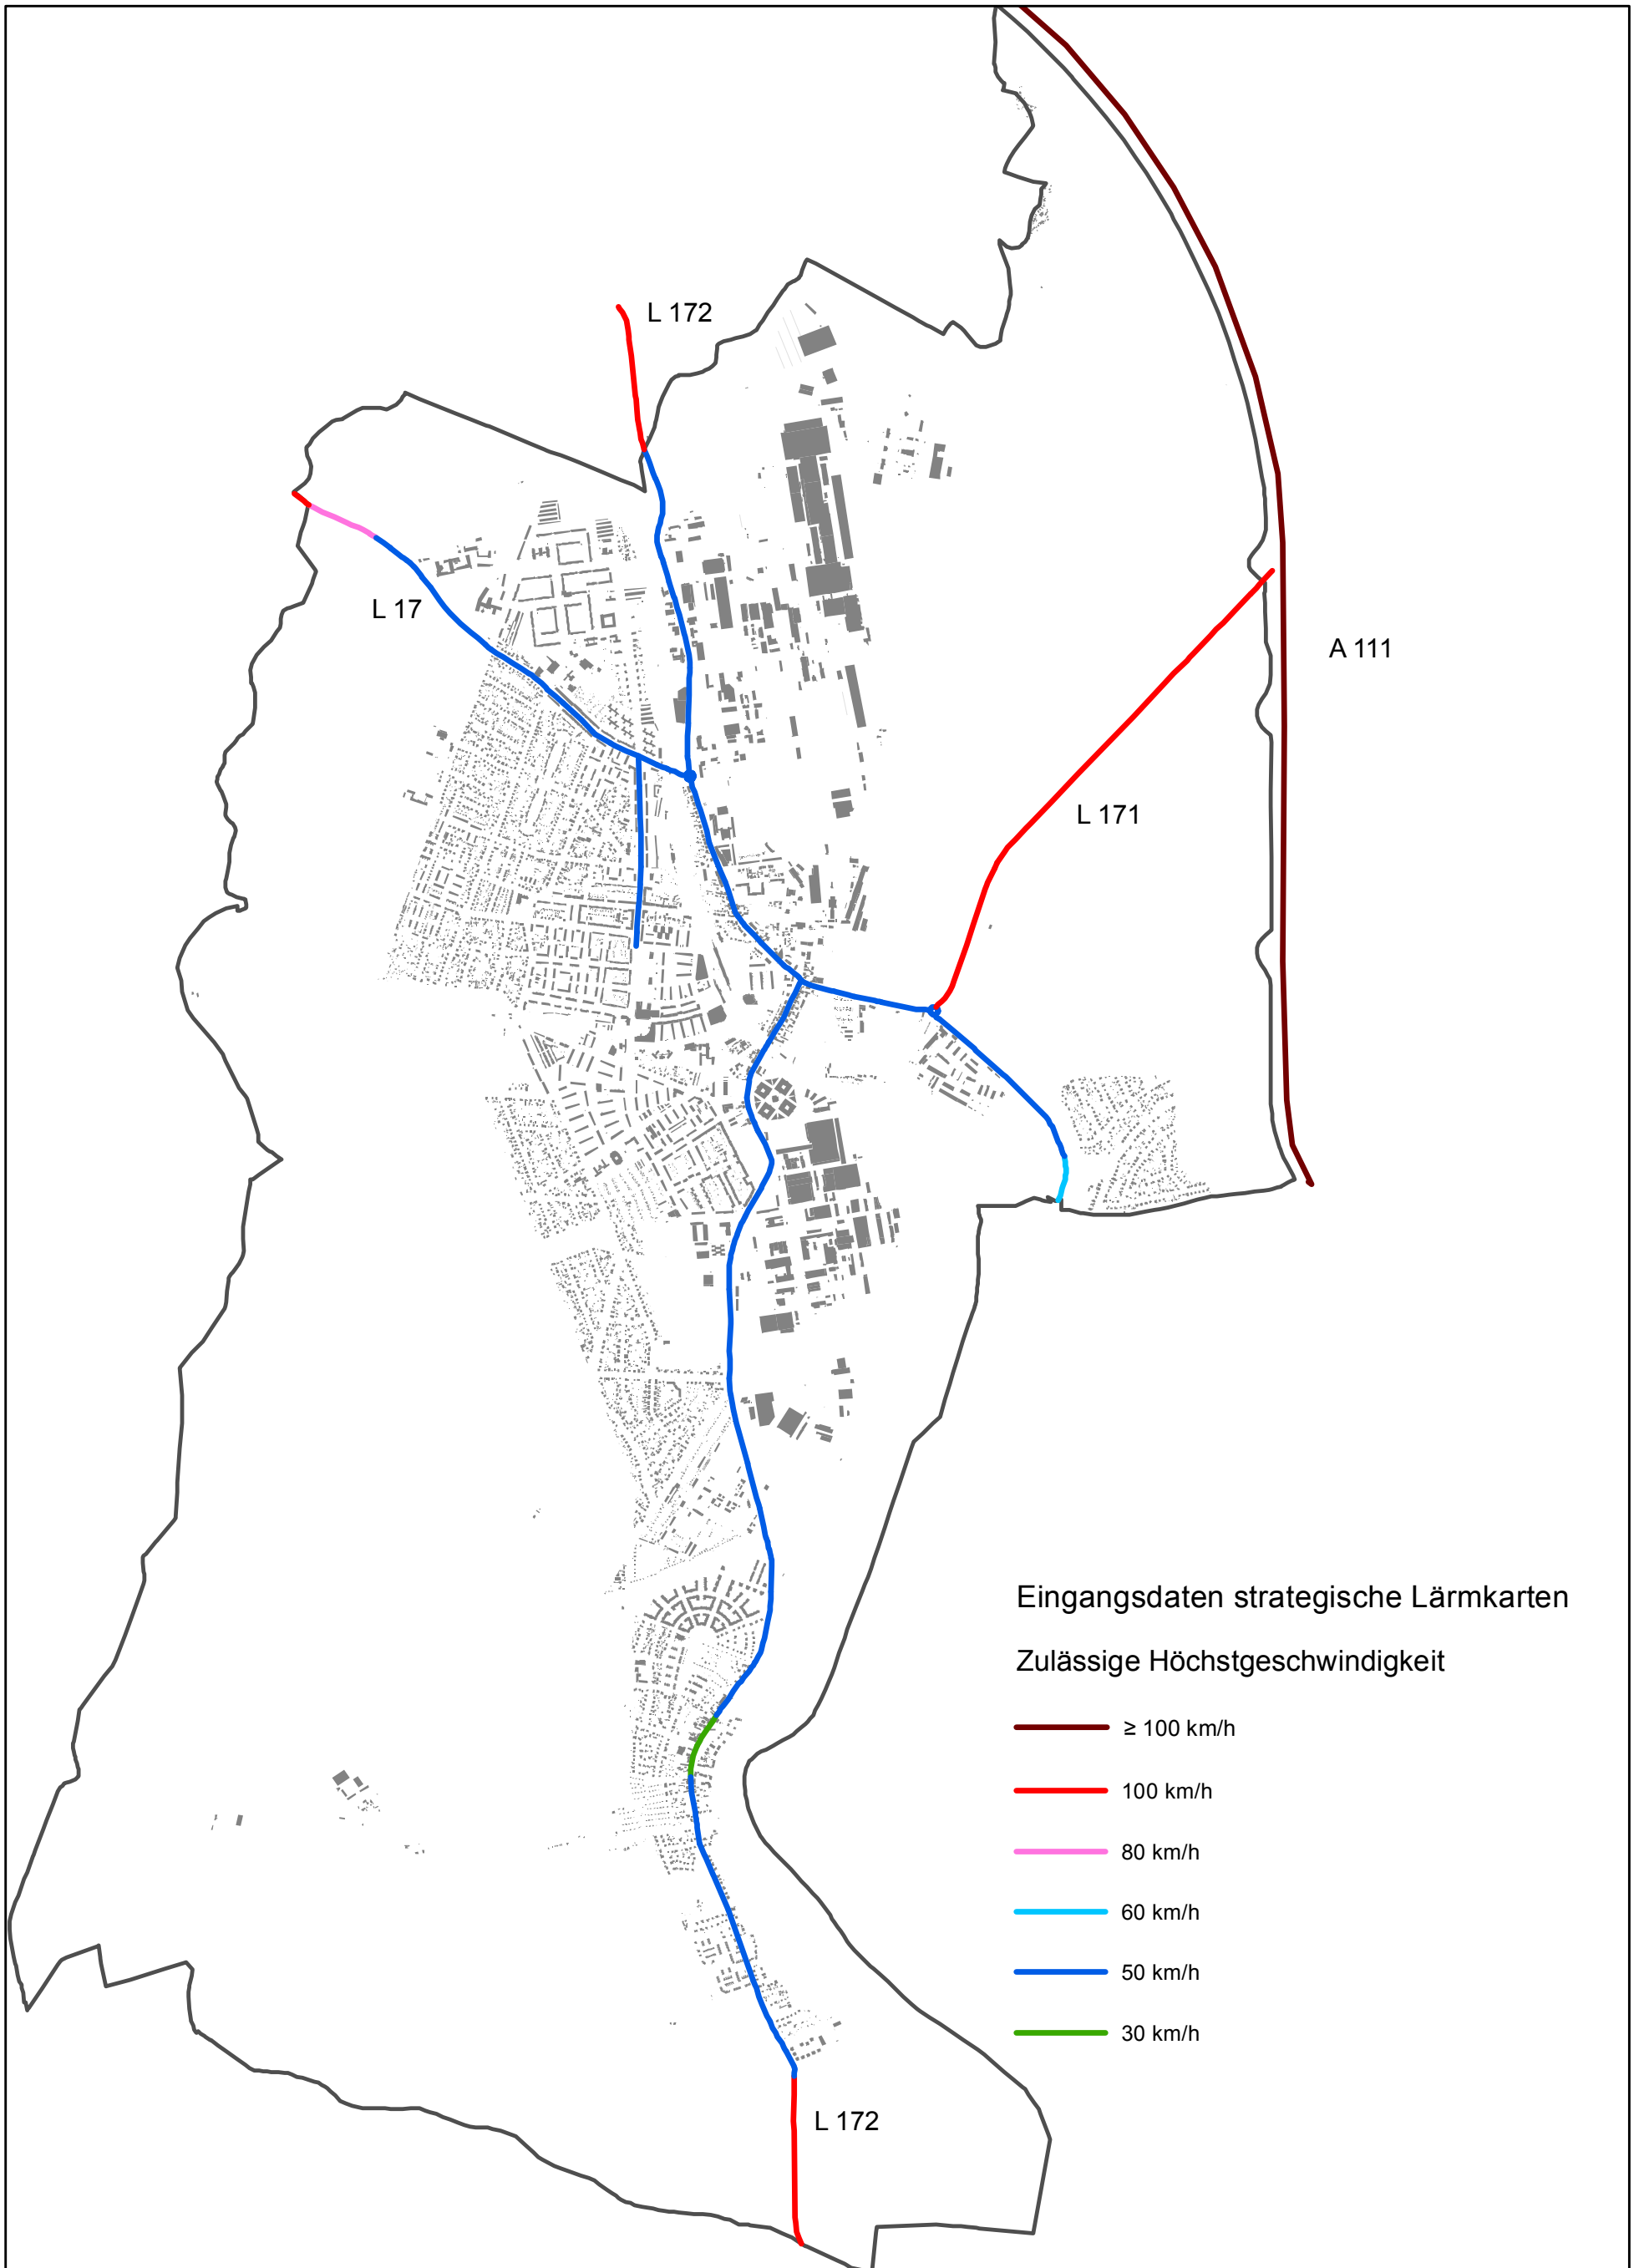 L 172
L 17
A 111
L 171
Eingangsdaten strategische Lärmkarten
Zulässige Höchstgeschwindigkeit
≥ 100 km/h
100 km/h
80 km/h
60 km/h
50 km/h
30 km/h
L 172